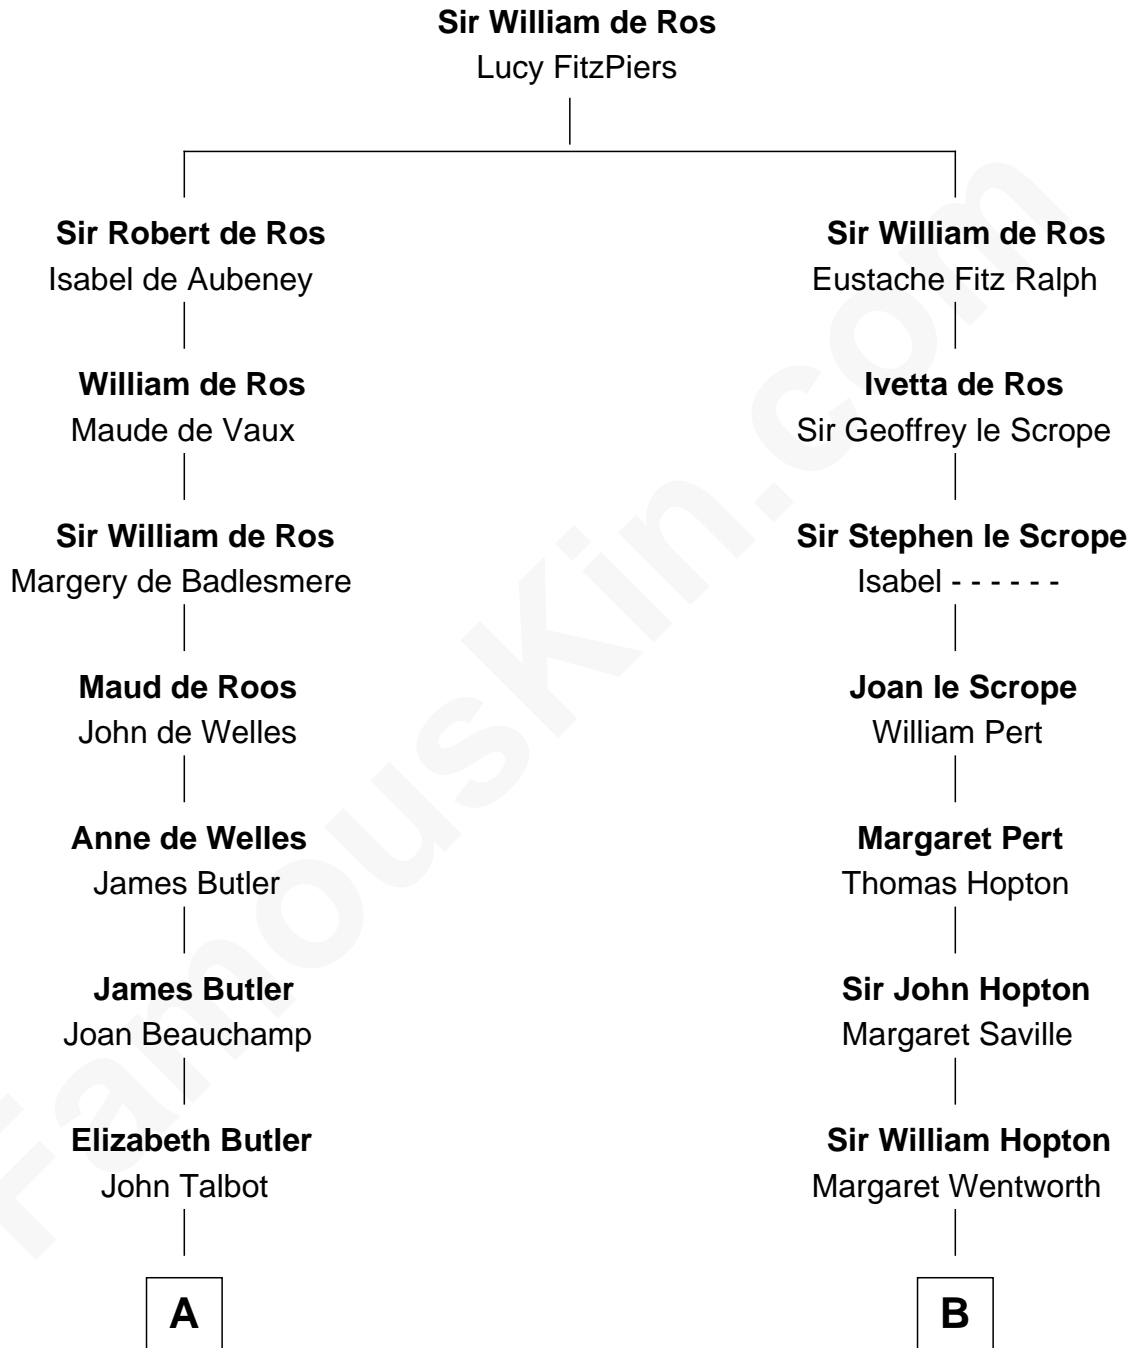 Sir William de Ros
Lucy FitzPiers
Sir Robert de Ros
Isabel de Aubeney
Sir William de Ros
Eustache Fitz Ralph
William de Ros
Maude de Vaux
Ivetta de Ros
Sir Geoffrey le Scrope
Sir William de Ros
Margery de Badlesmere
Sir Stephen le Scrope
Isabel - - - - - -
Maud de Roos
John de Welles
Joan le Scrope
William Pert
Anne de Welles
James Butler
Margaret Pert
Thomas Hopton
James Butler
Joan Beauchamp
Sir John Hopton
Margaret Saville
Elizabeth Butler
John Talbot
Sir William Hopton
Margaret Wentworth
A
B
FamousKin.com